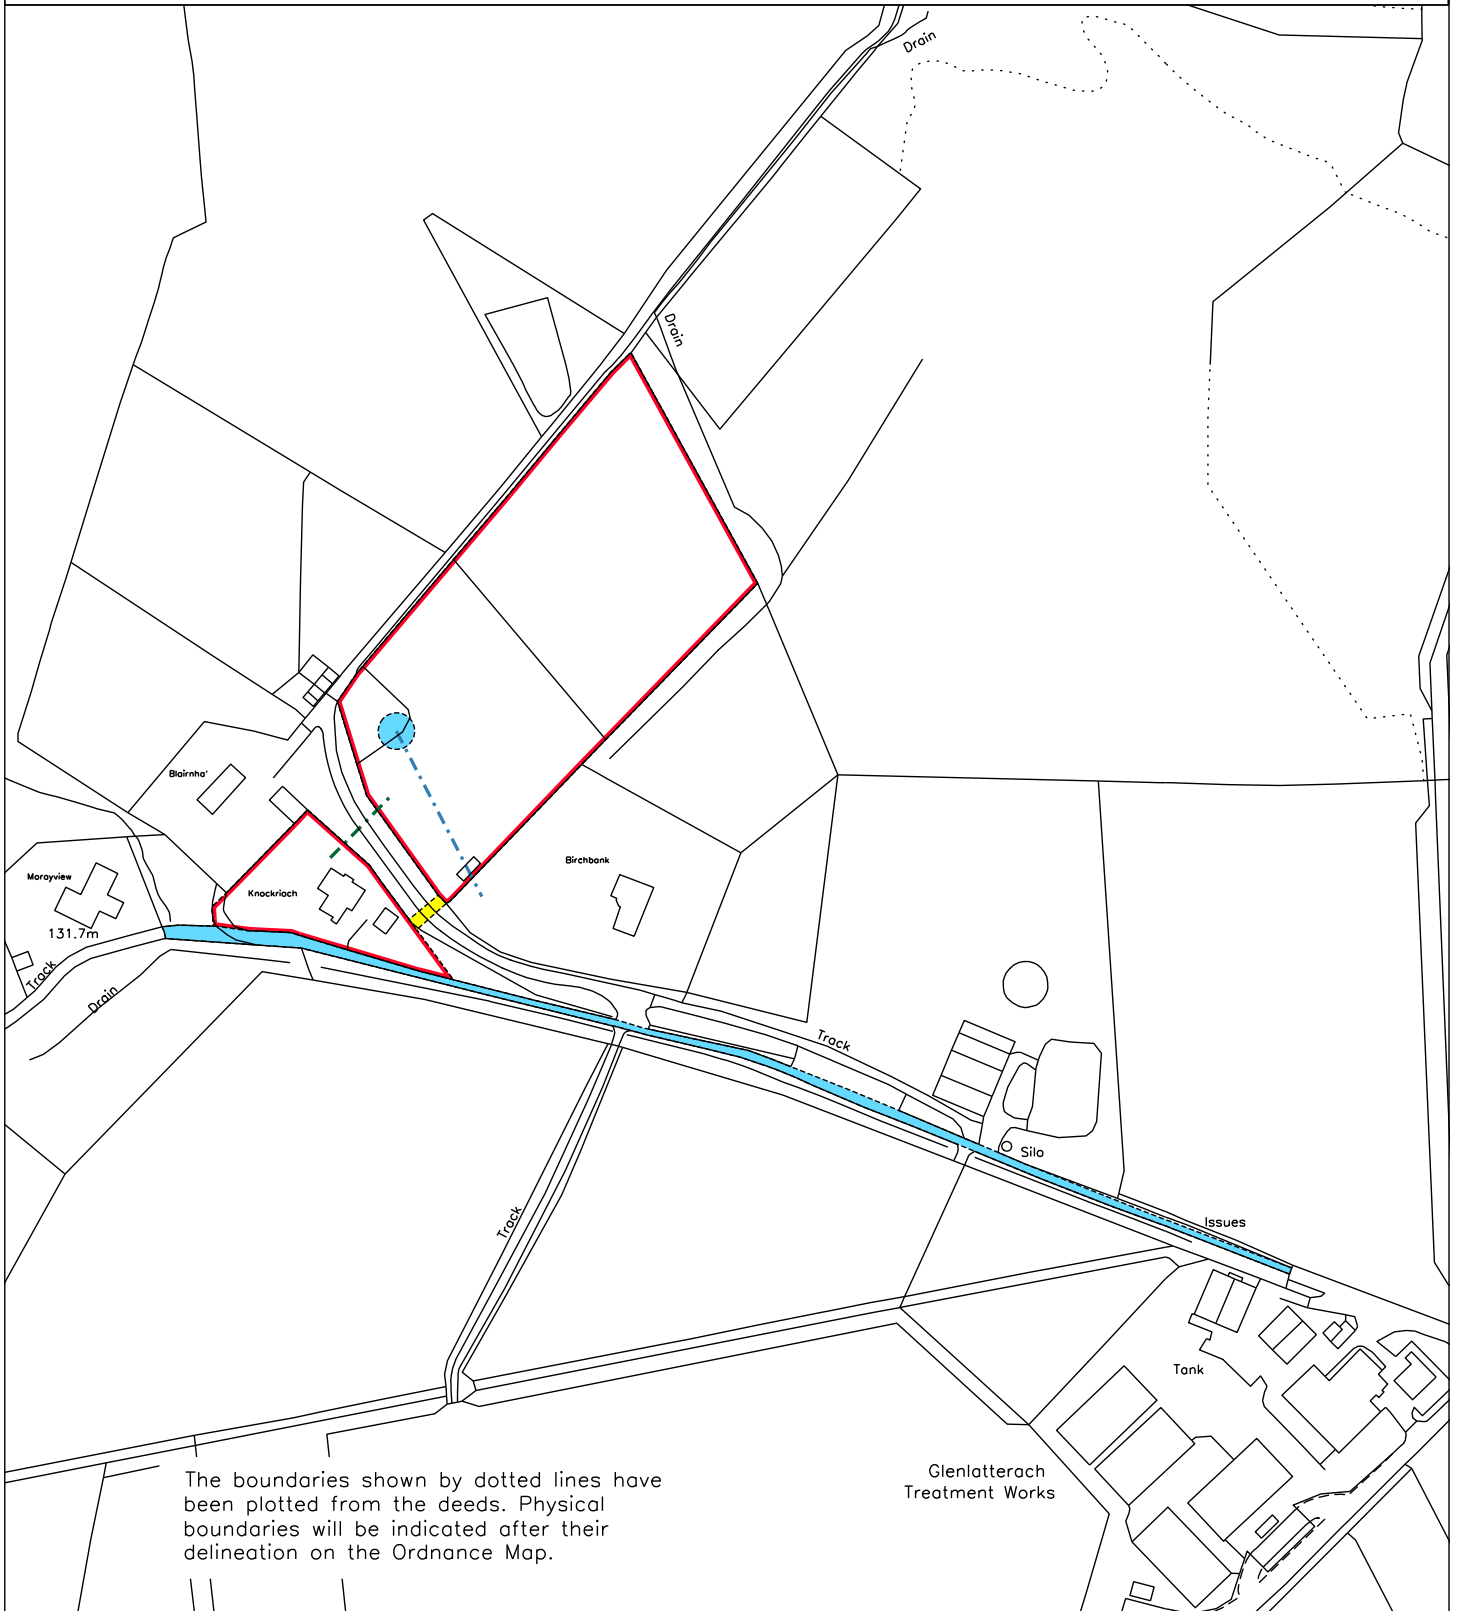 Drain
Drain
Blairnha'
Birchbank
Morayview
Knockriach
131.7m
Track
Drain
Track
Silo
Track
Issues
Tank
Glenlatterach
Treatment Works
The boundaries shown by dotted lines have
been plotted from the deeds. Physical
boundaries will be indicated after their
delineation on the Ordnance Map.